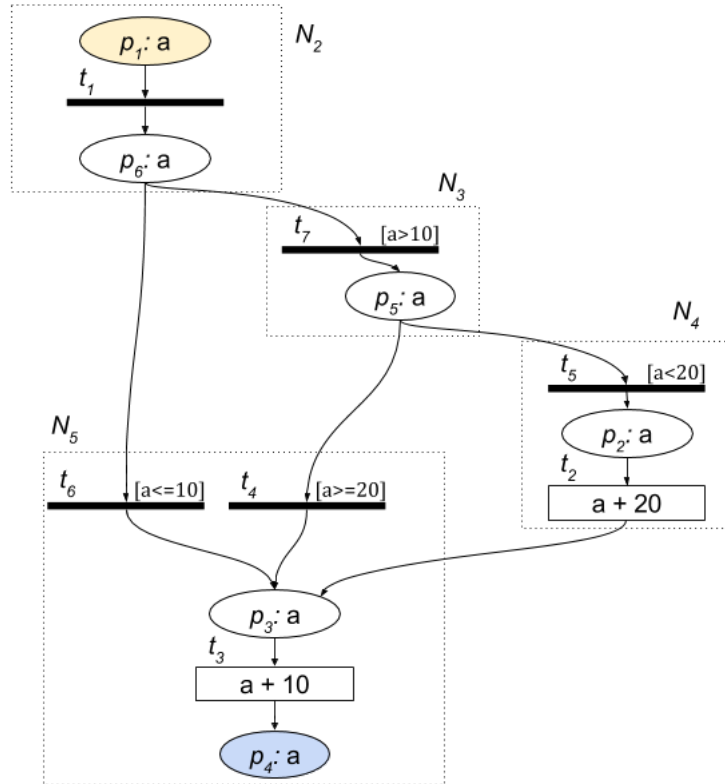 p1: a
N2
t1
p6: a
N3
t7 [a>10]
p5: a
N4
t5 [a<20]
p2: a
t2
a + 20
N5
t6 [a<=10]
t4 [a>=20]
p3: a
t3
a + 10
p4: a